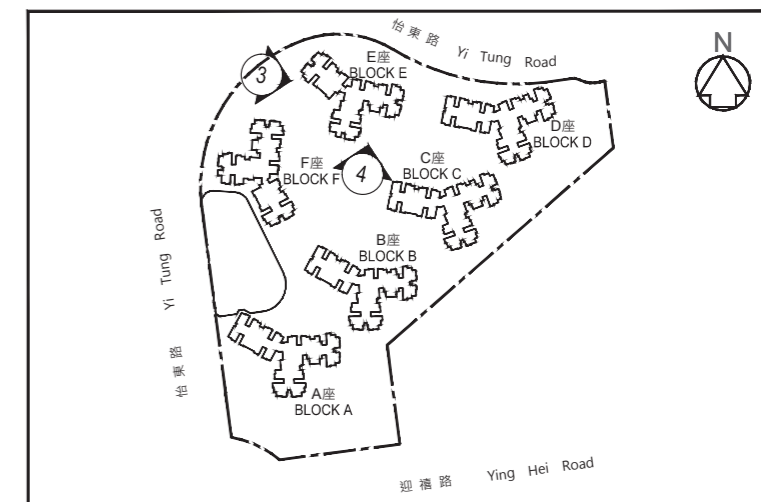 怡東路 Yi Tung Road
N
3
E座
BLOCK E
D座
BLOCK D
F座
BLOCK F
4
C座
BLOCK C
怡東路 Yi Tung Road
B座
BLOCK B
A座
BLOCK A
迎禧路 Ying Hei Road